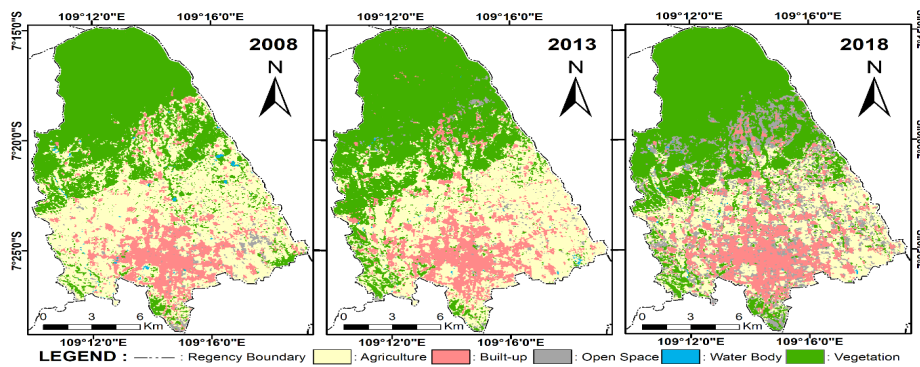 109°12'0"E 109°16'0"E 109°12'0"E 109°16'0"E 109°12'0"E 109°16'0"E
7°15'0"S
2008 2013 2018
N N N
7°20'0"S
7°25'0"S
0 3 6 0 3 6 0 3 6
Km Km Km
109°12'0"E 109°16'0"E 109°12'0"E 109°16'0"E 109°12'0"E 109°16'0"E
LEGEND : : Regency Boundary : Agriculture : Built-up : Open Space : Water Body : Vegetation